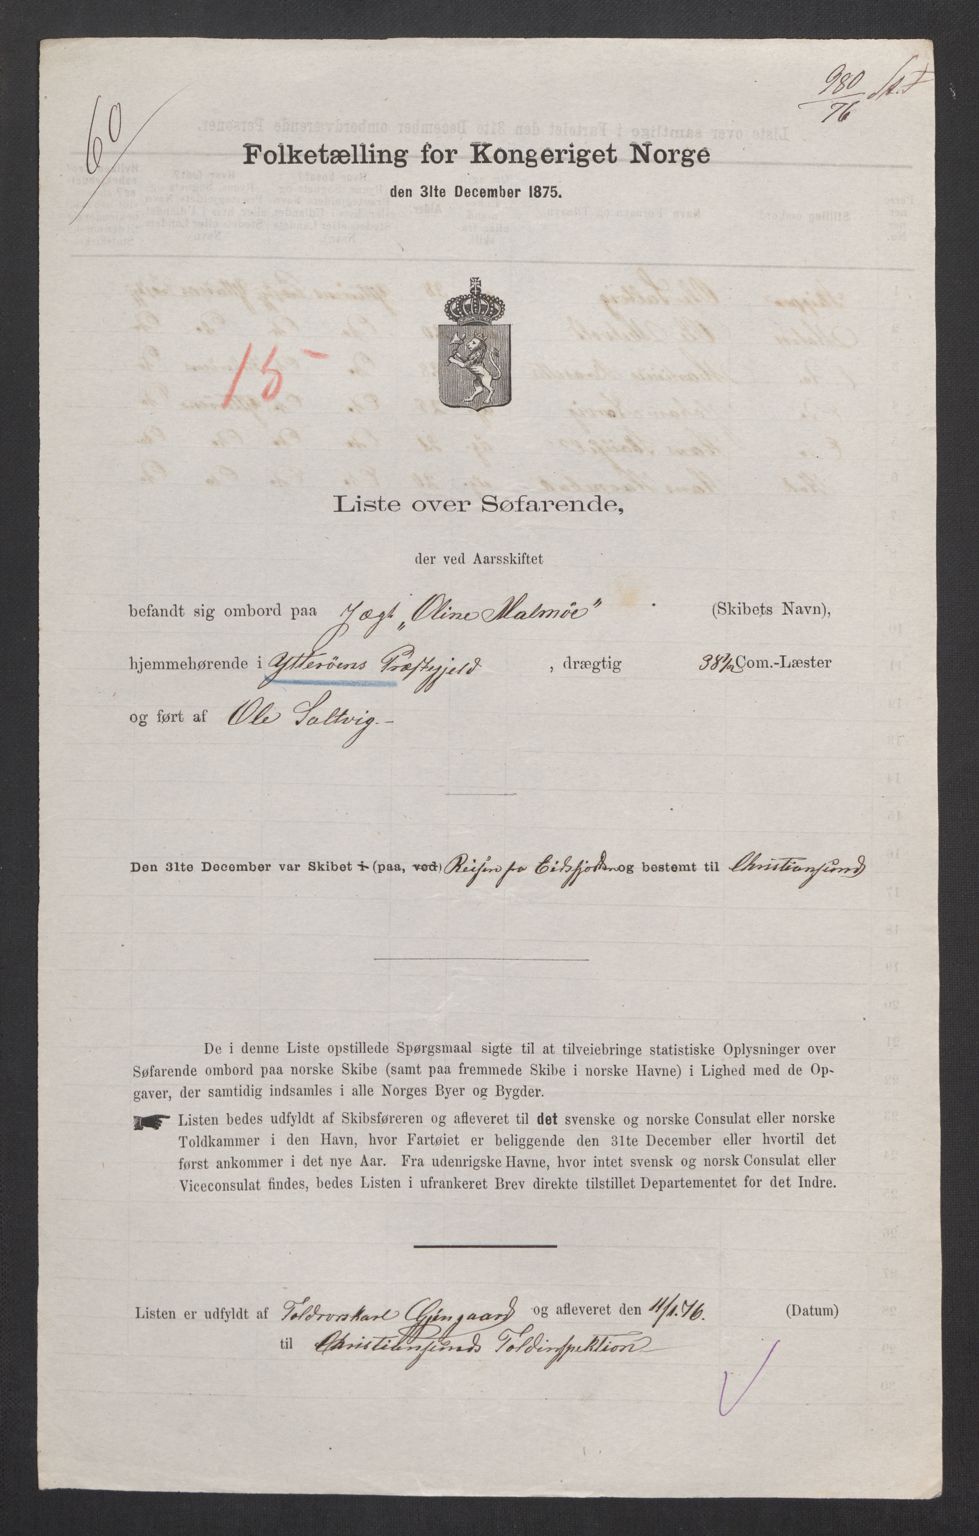 60
980
76
Folketælling for Kongeriget Norge
den 31te December 1875.
15
Liste over Søfarende,
der ved Aarsskiftet
befandt sig ombord paa Jægt „Oline Malmöe" (Skibets Navn),
hjemmehørende i Ytteröens Præstegjeld, drægtig 38½ Com.-Læster
og ført af Ole Saltvig.-
Den 31te December var Skibet i (paa, ved) Reisen fra Eidsfjorden og bestemt til Christianssund
De i denne Liste opstillede Spørgsmaal sigte til at tilveiebringe statistiske Oplysninger over
Søfarende ombord paa norske Skibe (samt paa fremmede Skibe i norske Havne) i Lighed med de Op-
gaver, der samtidig indsamles i alle Norges Byer og Bygder.
Listen bedes udfyldt af Skibsføreren og afleveret til det svenske og norske Consulat eller norske
Toldkammer i den Havn, hvor Fartøiet er beliggende den 31te December eller hvortil det
først ankommer i det nye Aar. Fra udenrigske Havne, hvor intet svensk og norsk Consulat eller
Viceconsulat findes, bedes Listen i ufrankeret Brev direkte tilstillet Departementet for det Indre.
Listen er udfyldt af Toldrorskarl Gjengaard og afleveret den 11/1.76. (Datum)
til Christianssunds Toldinspektion